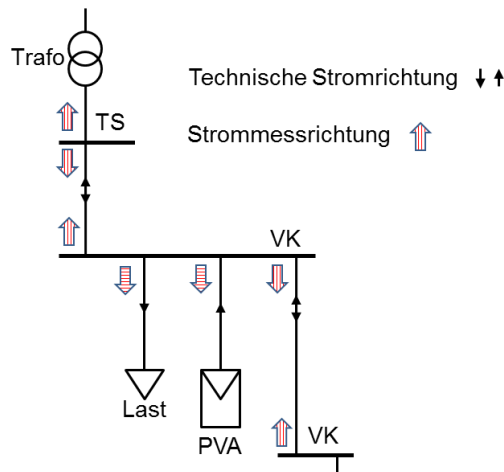 Trafo
Technische Stromrichtung
TS
Strommessrichtung
VK
Last
PVA
VK